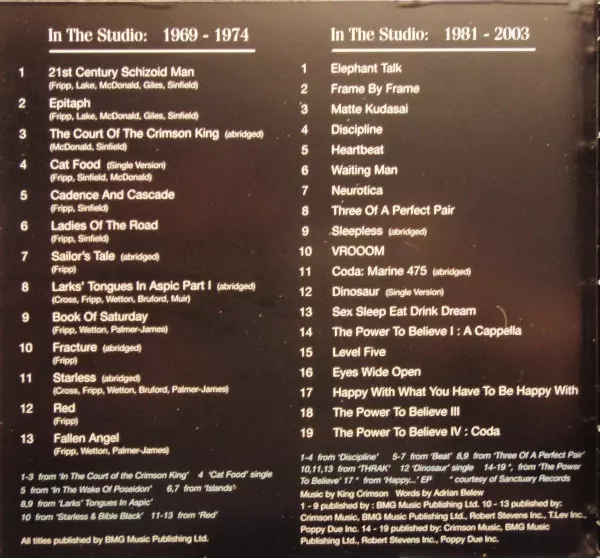 In The Studio: 1969 - 1974
1 21st Century Schizoid Man
(Fripp, Lake, McDonald, Giles, Sinfield)
2 Epitaph
(Fripp, Lake, McDonald, Giles, Sinfield)
3 The Court Of The Crimson King (abridged)
(McDonald, Sinfield)
4 Cat Food (Single Version)
(Fripp, Sinfield, McDonald)
5 Cadence And Cascade
(Fripp, Sinfield)
6 Ladies Of The Road
(Fripp, Sinfield)
7 Sailor's Tale (abridged)
(Fripp)
8 Larks' Tongues In Aspic Part I (abridged)
(Cross, Fripp, Wetton, Bruford, Muir)
9 Book Of Saturday
(Fripp, Wetton, Palmer-James)
10 Fracture (abridged)
(Fripp)
11 Starless (abridged)
(Cross, Fripp, Wetton, Bruford, Palmer-James)
12 Red
(Fripp)
13 Fallen Angel
(Fripp, Wetton, Palmer-James)
1-3 from 'In The Court of the Crimson King' 4 'Cat Food' single
5 from 'In The Wake Of Poseidon' 6,7 from 'Islands'
8,9 from 'Larks' Tongues In Aspic'
10 from 'Starless & Bible Black' 11-13 from 'Red'
All titles published by BMG Music Publishing Ltd.
In The Studio: 1981 - 2003
1 Elephant Talk
2 Frame By Frame
3 Matte Kudasai
4 Discipline
5 Heartbeat
6 Waiting Man
7 Neurotica
8 Three Of A Perfect Pair
9 Sleepless (abridged)
10 VROOOM
11 Coda: Marine 475 (abridged)
12 Dinosaur (Single Version)
13 Sex Sleep Eat Drink Dream
14 The Power To Believe I : A Cappella
15 Level Five
16 Eyes Wide Open
17 Happy With What You Have To Be Happy With
18 The Power To Believe III
19 The Power To Believe IV : Coda
1-4 from 'Discipline' 5-7 from 'Beat' 8,9 from 'Three Of A Perfect Pair'
10,11,13 from 'THRAK' 12 'Dinosaur' single 14-19 *, from 'The Power
To Believe' 17 * from 'Happy...' EP * courtesy of Sanctuary Records
Music by King Crimson Words by Adrian Belew
1 - 9 published by : BMG Music Publishing Ltd. 10 - 13 published by:
Crimson Music, BMG Music Publishing Ltd., Robert Stevens Inc., T.Lev Inc.,
Poppy Due Inc. 14 - 19 published by: Crimson Music, BMG Music
Publishing Ltd., Robert Stevens Inc., Poppy Due Inc.